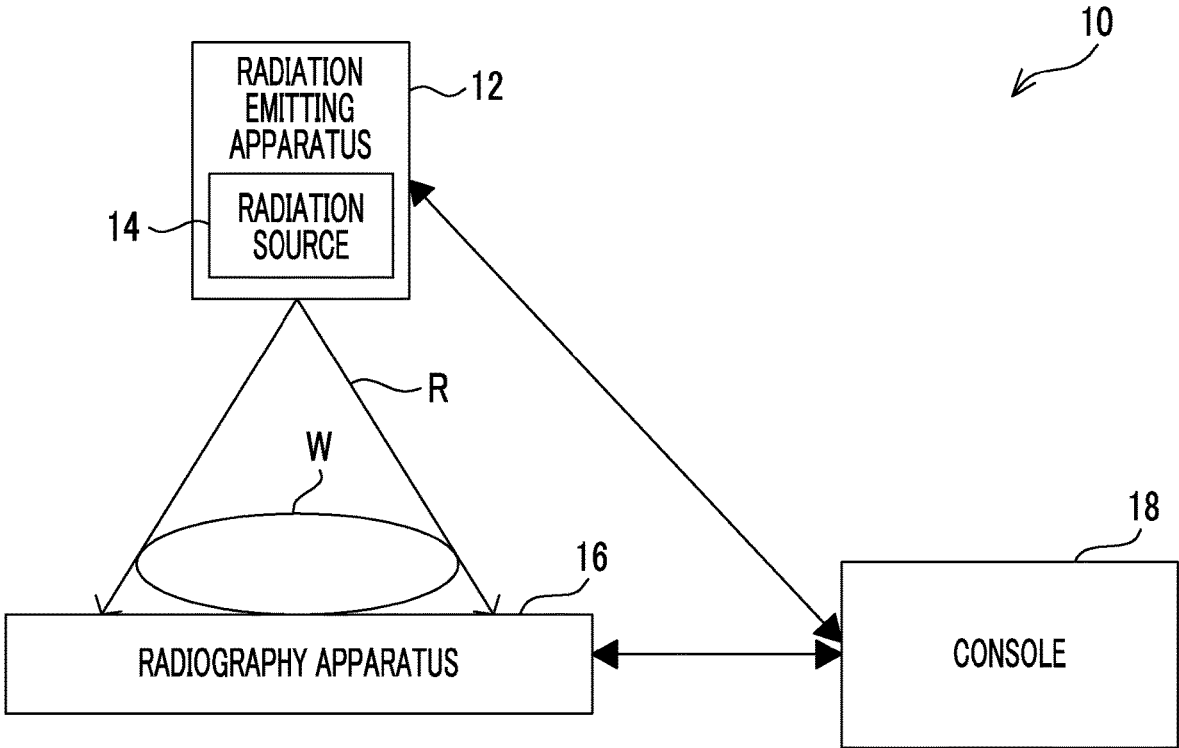 10
RADIATION
EMITTING
APPARATUS
12
14
RADIATION
SOURCE
R
W
16
18
RADIOGRAPHY APPARATUS
CONSOLE